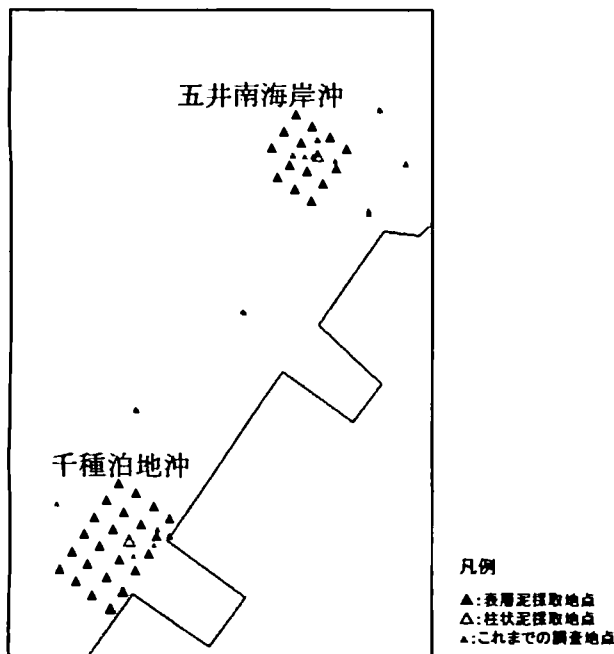 五井南海岸沖
千種泊地沖
凡例
▲:表層泥採取地点
△:柱状泥採取地点
▲:これまでの調査地点